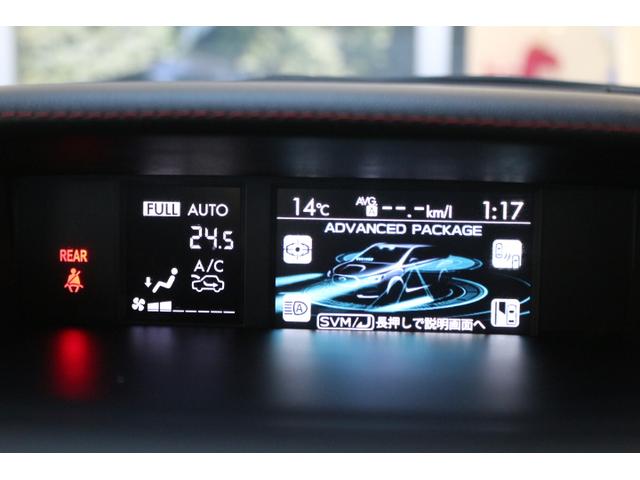 REAR
FULL AUTO
24.5
A/C
14℃ AVG. A --.-km/l 1:17
ADVANCED PACKAGE
A
SVM/⤶長押しで説明画面へ